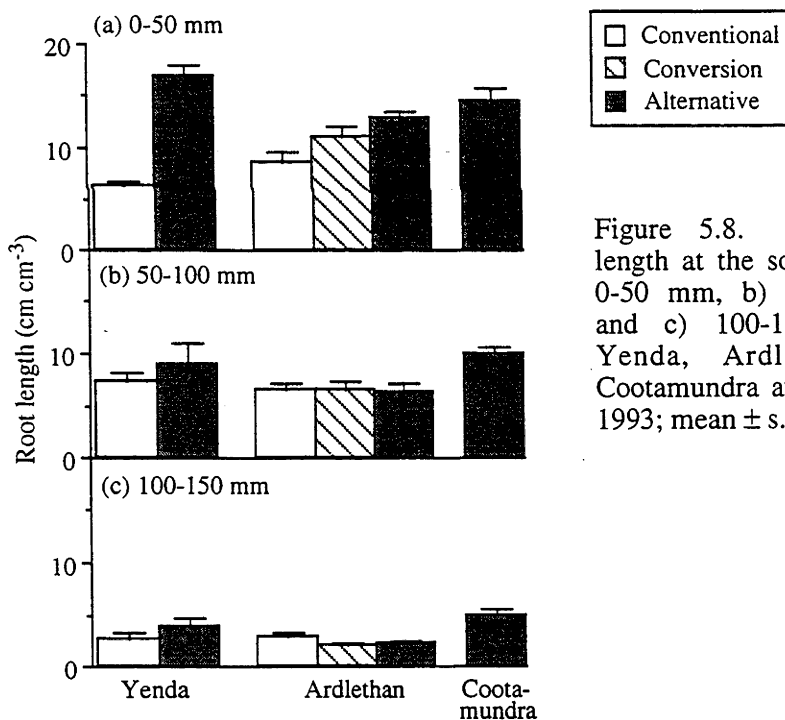 (a) 0-50 mm
20
10
0
(b) 50-100 mm
10
0
(c) 100-150 mm
10
0
Root length (cm cm⁻³)
Yenda
Ardlethan
Coota-
mundra
Conventional
Conversion
Alternative
Figure 5.8.
length at the
0-50 mm, b)
and c) 100-1
Yenda,
Cootamundra
1993; mean ± s.